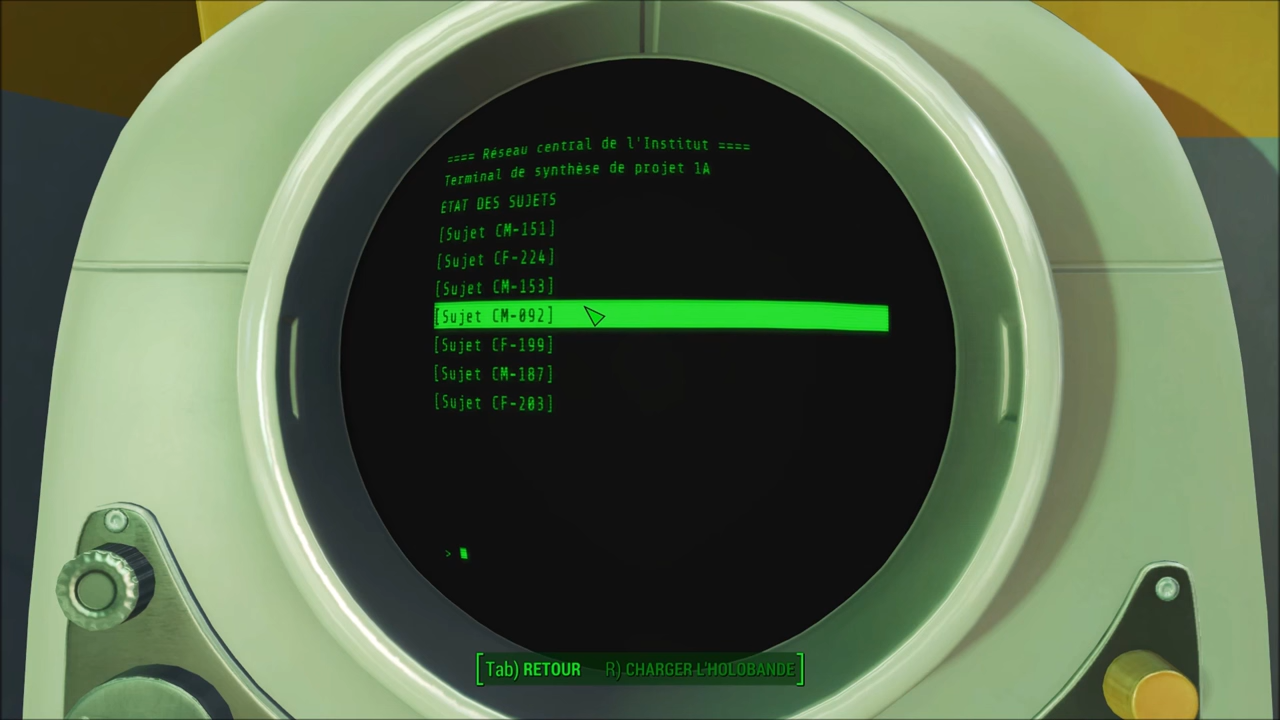 ==== Réseau central de l'Institut ====
Terminal de synthèse de projet 1A
ETAT DES SUJETS
[Sujet CM-151]
[Sujet CF-224]
[Sujet CM-153]
[Sujet CM-092]
[Sujet CF-199]
[Sujet CM-187]
[Sujet CF-203]
>
Tab) RETOUR R) CHARGER L'HOLOBANDE